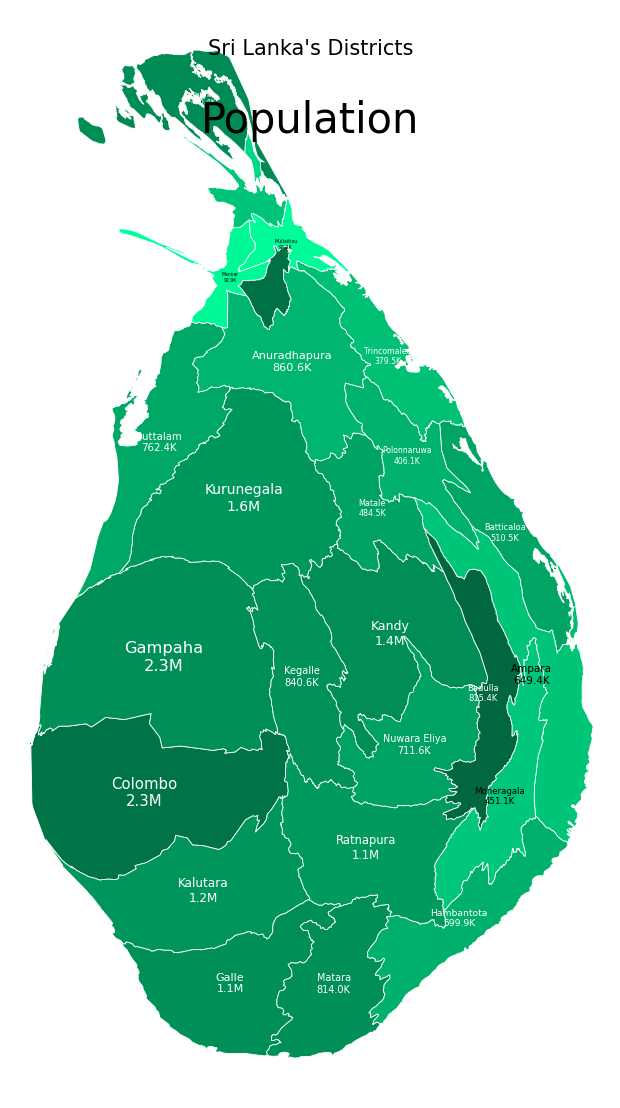 Sri Lanka's Districts
Population
Mullaitivu
Mannar
99.9K
Anuradhapura
860.6K
Trincomalee
379.5K
uttalam
762.4K
Polonnaruwa
406.1K
Kurunegala
1.6M
Matale
484.5K
Batticaloa
510.5K
Kandy
1.4M
Gampaha
2.3M
Kegalle
840.6K
Ampara
649.4K
Badulla
815.4K
Nuwara Eliya
711.6K
Colombo
2.3M
Moneragala
451.1K
Ratnapura
1.1M
Kalutara
1.2M
Hambantota
599.9K
Galle
1.1M
Matara
814.0K